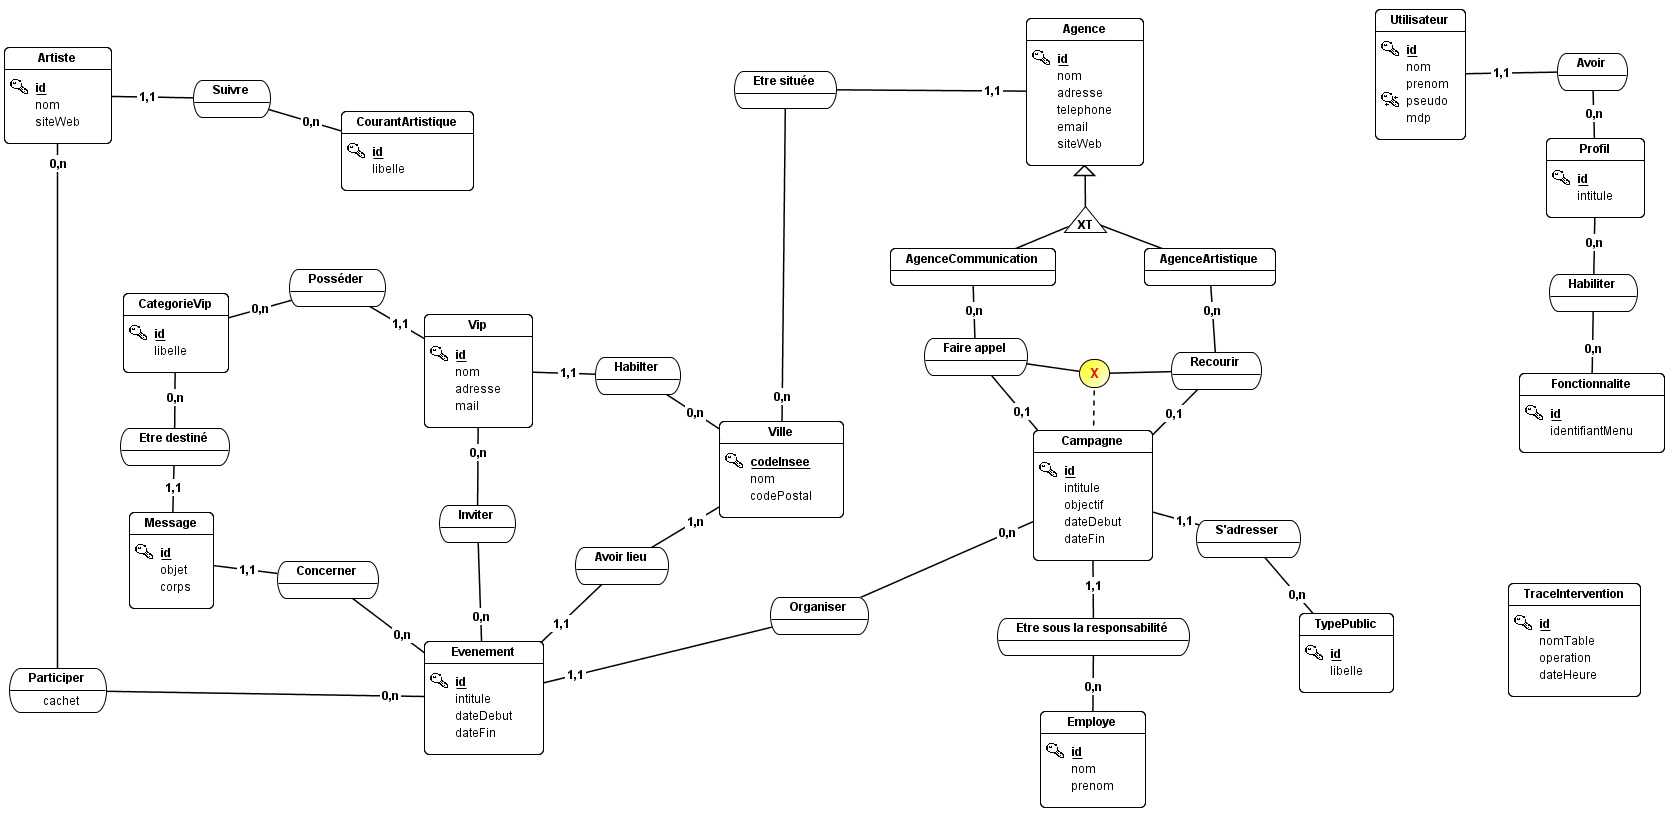 Artiste
id
nom
siteWeb
1,1
Suivre
0,n
CourantArtistique
id
libelle
0,n
Etre située
1,1
Agence
id
nom
adresse
telephone
email
siteWeb
XT
AgenceCommunication
AgenceArtistique
0,n
0,n
Faire appel
X
Recourir
0,1
0,1
Utilisateur
id
nom
prenom
pseudo
mdp
1,1
Avoir
0,n
Profil
id
intitule
0,n
Habiliter
0,n
Fonctionnalite
id
identifiantMenu
CategorieVip
id
libelle
0,n
Posséder
1,1
Vip
id
nom
adresse
mail
1,1
Habilter
0,n
0,n
Ville
codeInsee
nom
codePostal
0,n
Etre destiné
1,1
Message
id
objet
corps
1,1
Concerner
0,n
0,n
Inviter
0,n
1,n
Avoir lieu
1,1
Campagne
id
intitule
objectif
dateDebut
dateFin
0,n
Organiser
1,1
1,1
S'adresser
0,n
TypePublic
id
libelle
1,1
Etre sous la responsabilité
0,n
Employe
id
nom
prenom
Evenement
id
intitule
dateDebut
dateFin
Participer
cachet
0,n
TraceIntervention
id
nomTable
operation
dateHeure